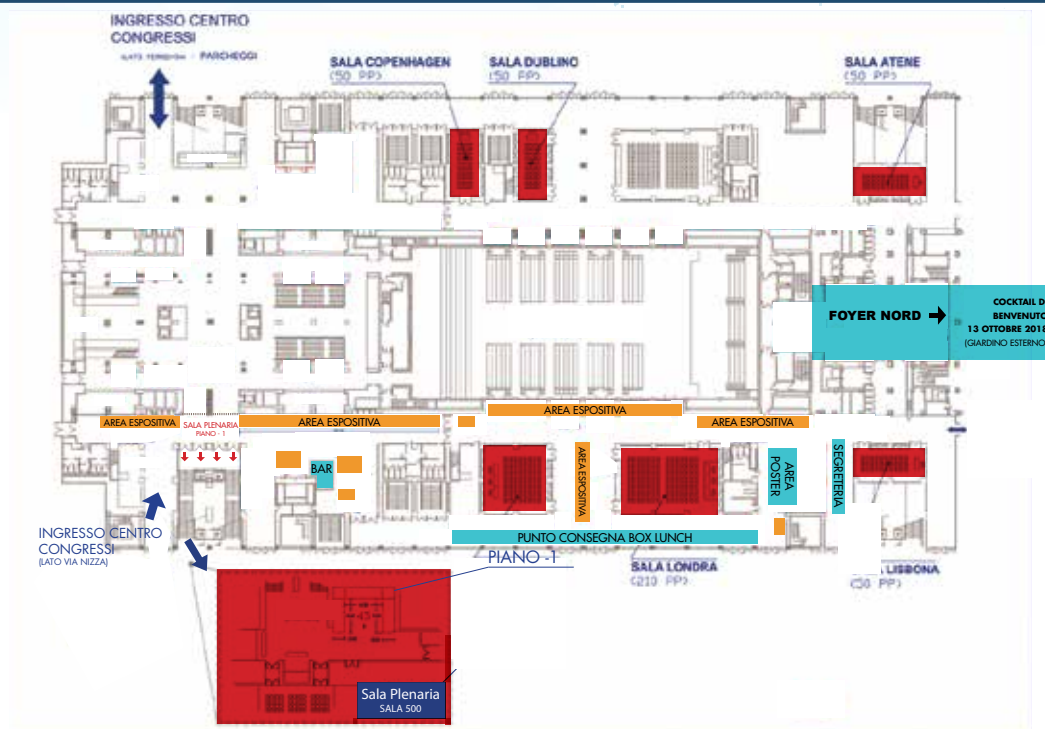 INGRESSO CENTRO
CONGRESSI
PARCHEGGI
SALA COPENHAGEN
(50 PP)
SALA DUBLINO
(50 PP)
SALA ATENE
(50 PP)
FOYER NORD
COCKTAIL D
BENVENUTO
13 OTTOBRE 2018
(GIARDINO ESTERNO
AREA ESPOSITIVA
SALA PLENARIA
PIANO - 1
AREA ESPOSITIVA
AREA ESPOSITIVA
AREA ESPOSITIVA
BAR
AREA ESPOSITIVA
AREA
POSTER
SEGRETERIA
INGRESSO CENTRO
CONGRESSI
(LATO VIA NIZZA)
PUNTO CONSEGNA BOX LUNCH
PIANO -1
SALA LONDRA
(210 PP)
LISBONA
(50 PP)
Sala Plenaria
SALA 500